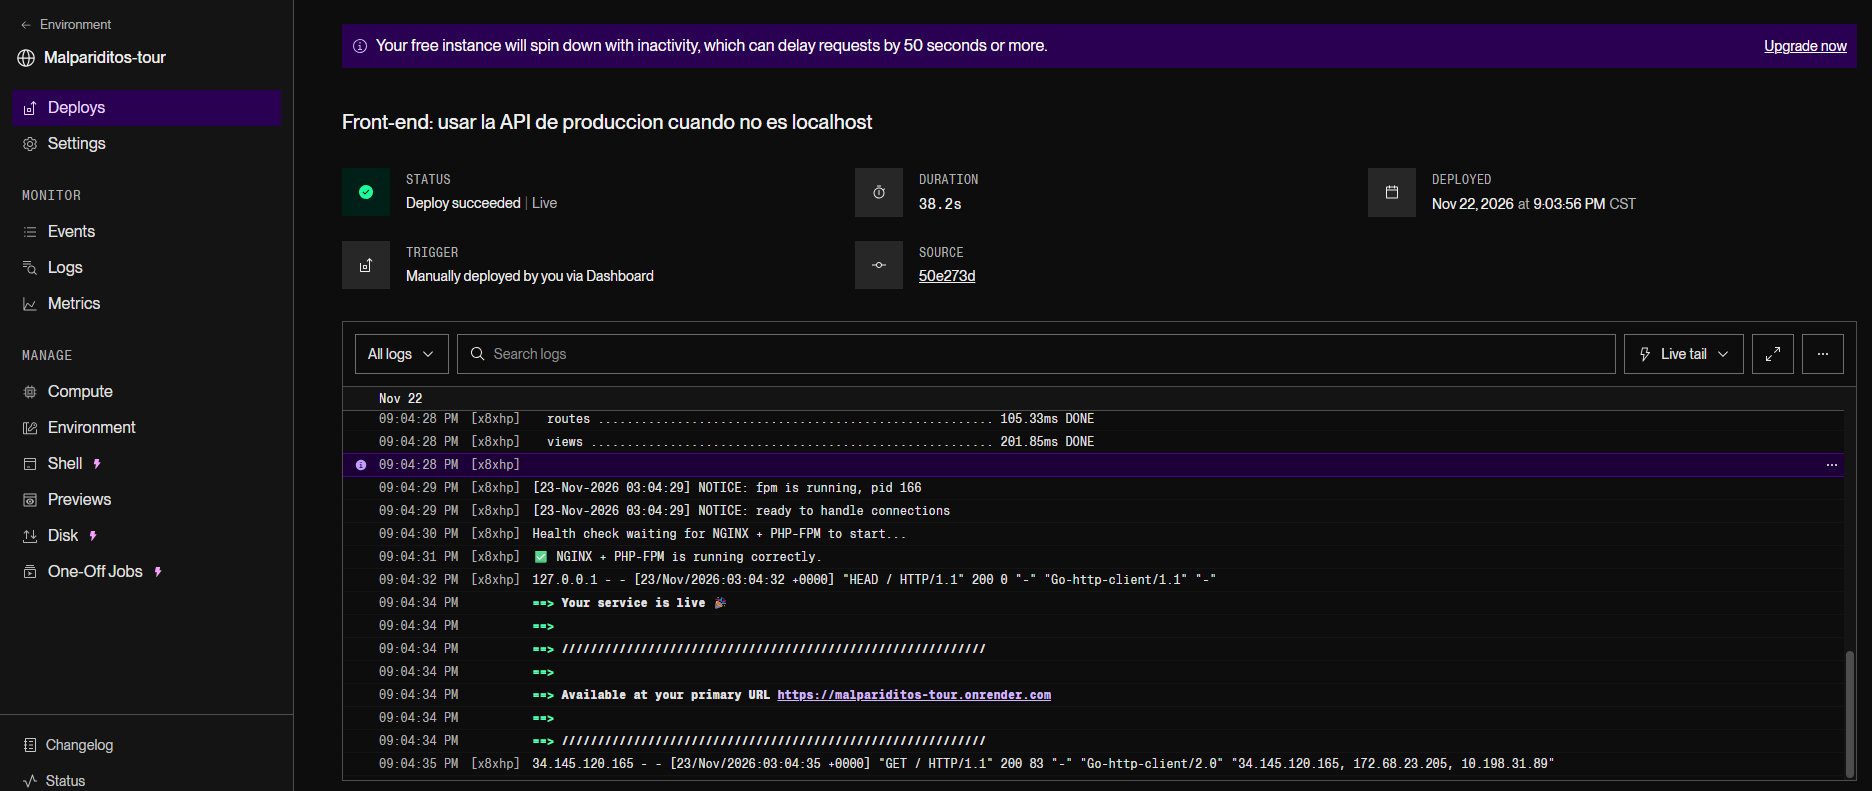 Environment
Malpariditos-tour
Deploys
Settings
MONITOR
Events
Logs
Metrics
MANAGE
Compute
Environment
Shell
Previews
Disk
One-Off Jobs
Changelog
Status
Your free instance will spin down with inactivity, which can delay requests by 50 seconds or more.
Upgrade now
Front-end: usar la API de produccion cuando no es localhost
STATUS
Deploy succeeded | Live
DURATION
38.2s
DEPLOYED
Nov 22, 2026 at 9:03:56 PM CST
TRIGGER
Manually deployed by you via Dashboard
SOURCE
50e273d
All logs
Search logs
Live tail
...
Nov 22
09:04:28 PM [x8xhp] routes ....................................................... 105.33ms DONE
09:04:28 PM [x8xhp] views ........................................................ 201.85ms DONE
09:04:28 PM [x8xhp] ...
09:04:29 PM [x8xhp] [23-Nov-2026 03:04:29] NOTICE: fpm is running, pid 166
09:04:29 PM [x8xhp] [23-Nov-2026 03:04:29] NOTICE: ready to handle connections
09:04:30 PM [x8xhp] Health check waiting for NGINX + PHP-FPM to start...
09:04:31 PM [x8xhp] ✅ NGINX + PHP-FPM is running correctly.
09:04:32 PM [x8xhp] 127.0.0.1 - - [23/Nov/2026:03:04:32 +0000] "HEAD / HTTP/1.1" 200 0 "-" "Go-http-client/1.1" "-"
09:04:34 PM ==> Your service is live 🎉
09:04:34 PM ==>
09:04:34 PM ==> ///////////////////////////////////////////////////////////
09:04:34 PM ==>
09:04:34 PM ==> Available at your primary URL https://malpariditos-tour.onrender.com
09:04:34 PM ==>
09:04:34 PM ==> ///////////////////////////////////////////////////////////
09:04:35 PM [x8xhp] 34.145.120.165 - - [23/Nov/2026:03:04:35 +0000] "GET / HTTP/1.1" 200 83 "-" "Go-http-client/2.0" "34.145.120.165, 172.68.23.205, 10.198.31.89"